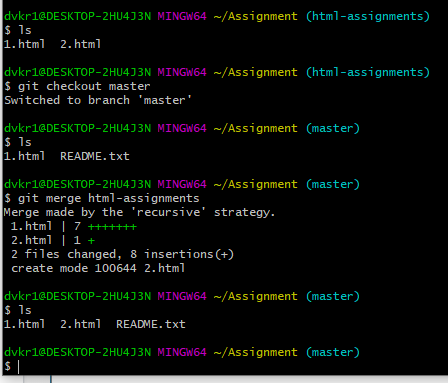 dvkr1@DESKTOP-2HU4J3N MINGW64 ~/Assignment (html-assignments)
$ ls
1.html  2.html
dvkr1@DESKTOP-2HU4J3N MINGW64 ~/Assignment (html-assignments)
$ git checkout master
Switched to branch 'master'
dvkr1@DESKTOP-2HU4J3N MINGW64 ~/Assignment (master)
$ ls
1.html  README.txt
dvkr1@DESKTOP-2HU4J3N MINGW64 ~/Assignment (master)
$ git merge html-assignments
Merge made by the 'recursive' strategy.
 1.html | 7 +++++++
 2.html | 1 +
 2 files changed, 8 insertions(+)
 create mode 100644 2.html
dvkr1@DESKTOP-2HU4J3N MINGW64 ~/Assignment (master)
$ ls
1.html  2.html  README.txt
dvkr1@DESKTOP-2HU4J3N MINGW64 ~/Assignment (master)
$